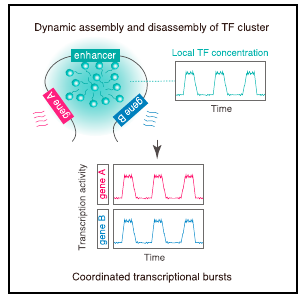 Dynamic assembly and disassembly of TF cluster
enhancer
Local TF concentration
gene A
gene B
Time
Transcription activity
gene A
gene B
Time
Coordinated transcriptional bursts